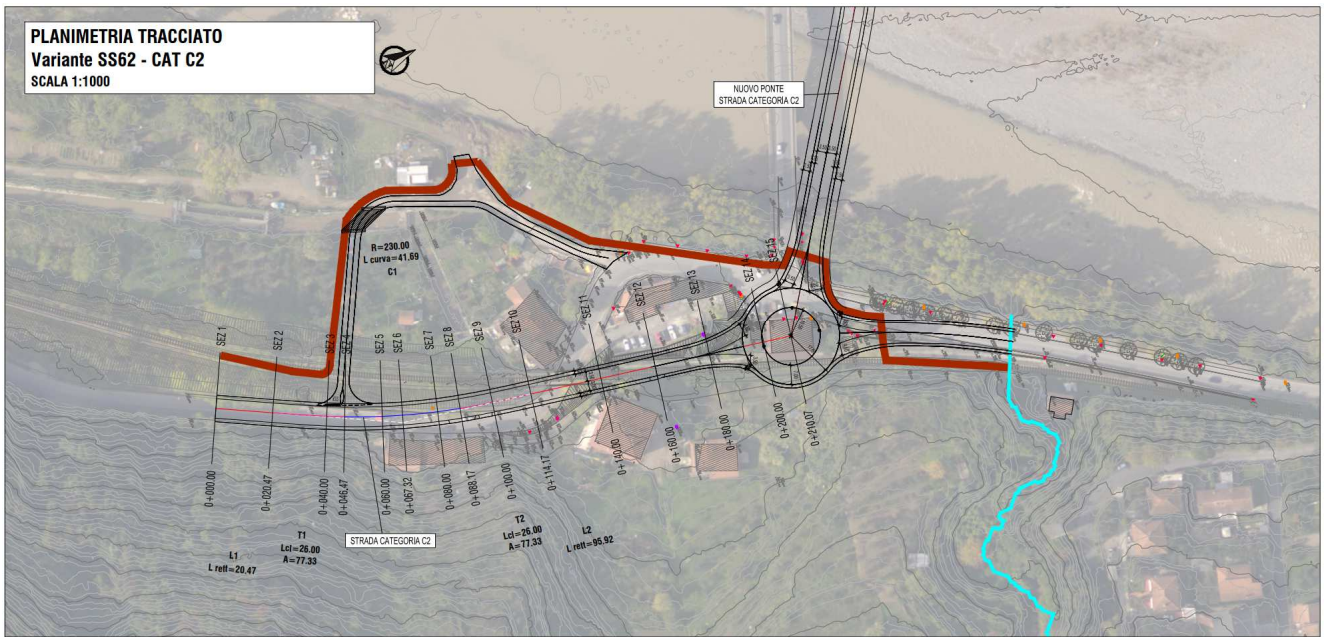 PLANIMETRIA TRACCIATO
Variante SS62 - CAT C2
SCALA 1:1000
NUOVO PONTE
STRADA CATEGORIA C2
R=230.00
L curva=41,69
C1
SEZ 1
SEZ 2
SEZ 3
SEZ 4
SEZ 5
SEZ 6
SEZ 7
SEZ 8
SEZ 9
SEZ 10
SEZ 11
SEZ 12
SEZ 13
SEZ 14
SEZ 15
0+000.00
0+020.47
0+040.00
0+046.47
0+060.00
0+067.32
0+080.00
0+088.17
0+100.00
0+114.17
0+140.00
0+160.00
0+180.00
0+200.00
0+210.07
L1
L rett=20.47
T1
Lcl=26.00
A=77.33
STRADA CATEGORIA C2
T2
Lcl=26.00
A=77.33
L2
L rett=95.92